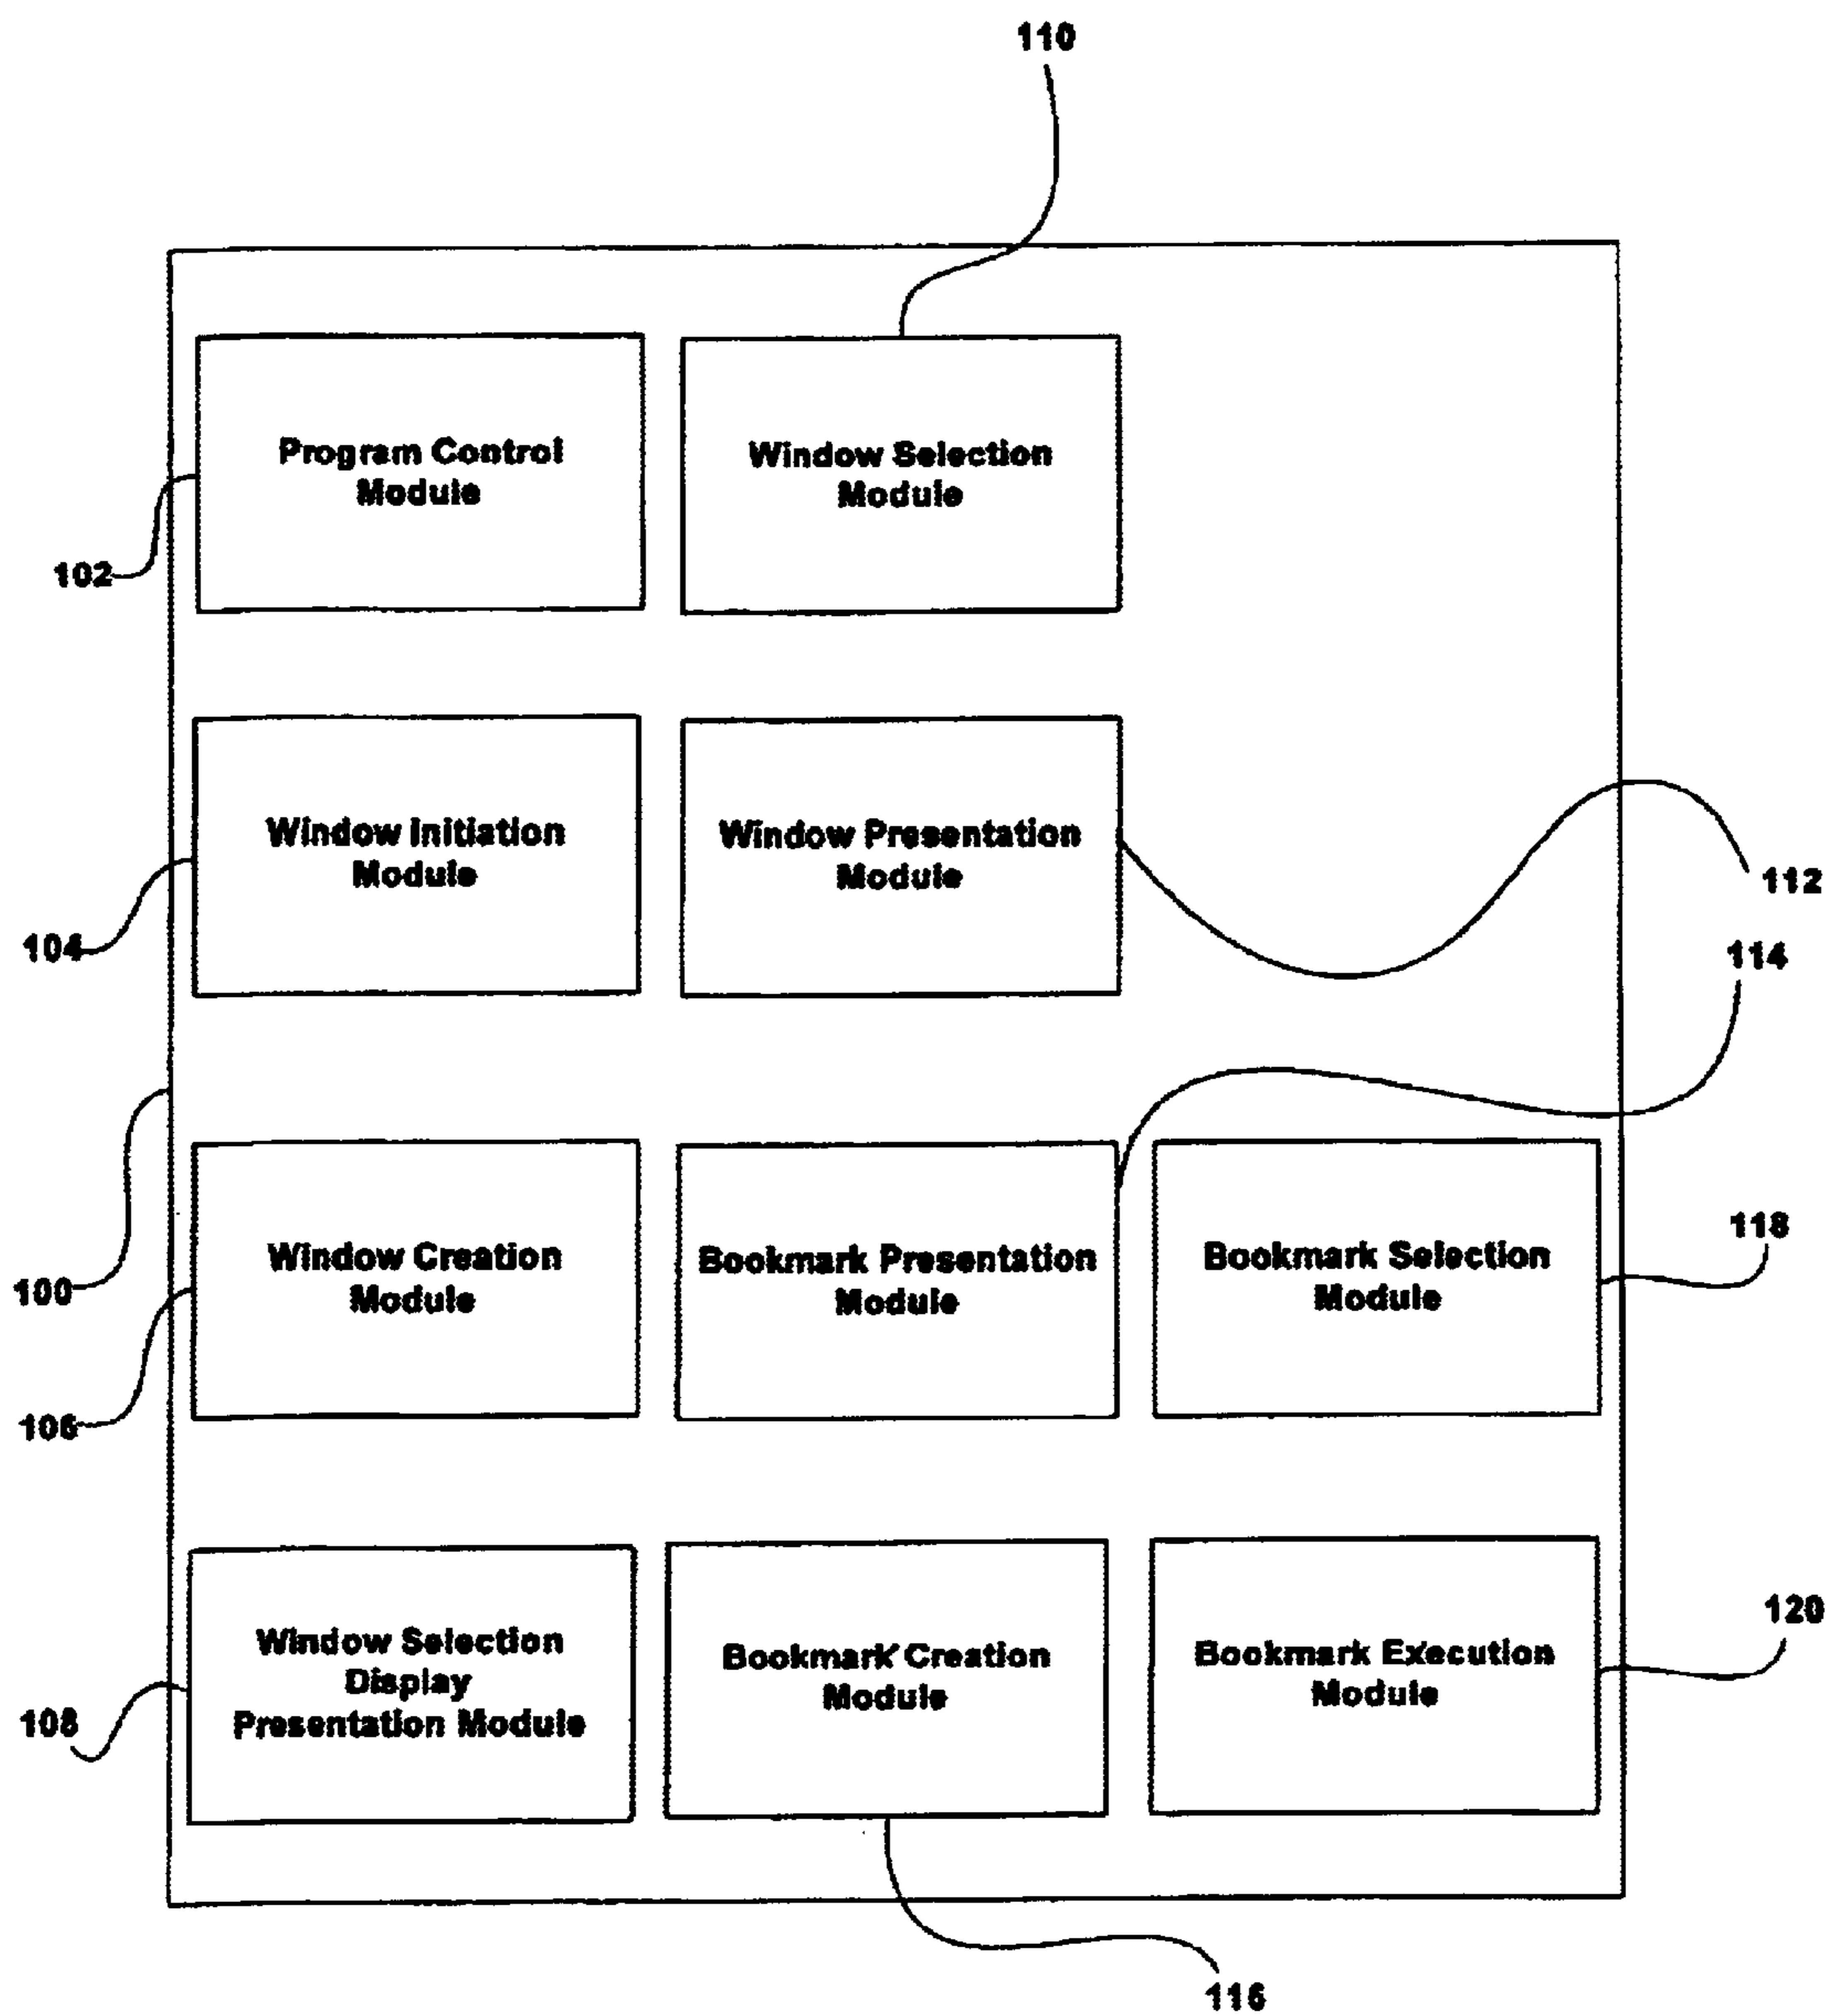 110
Program Control
Module
Window Selection
Module
102
Window Initiation
Module
Window Presentation
Module
112
104
114
Window Creation
Module
Bookmark Presentation
Module
Bookmark Selection
Module
118
100
106
Window Selection
Display
Presentation Module
Bookmark Creation
Module
Bookmark Execution
Module
120
108
116